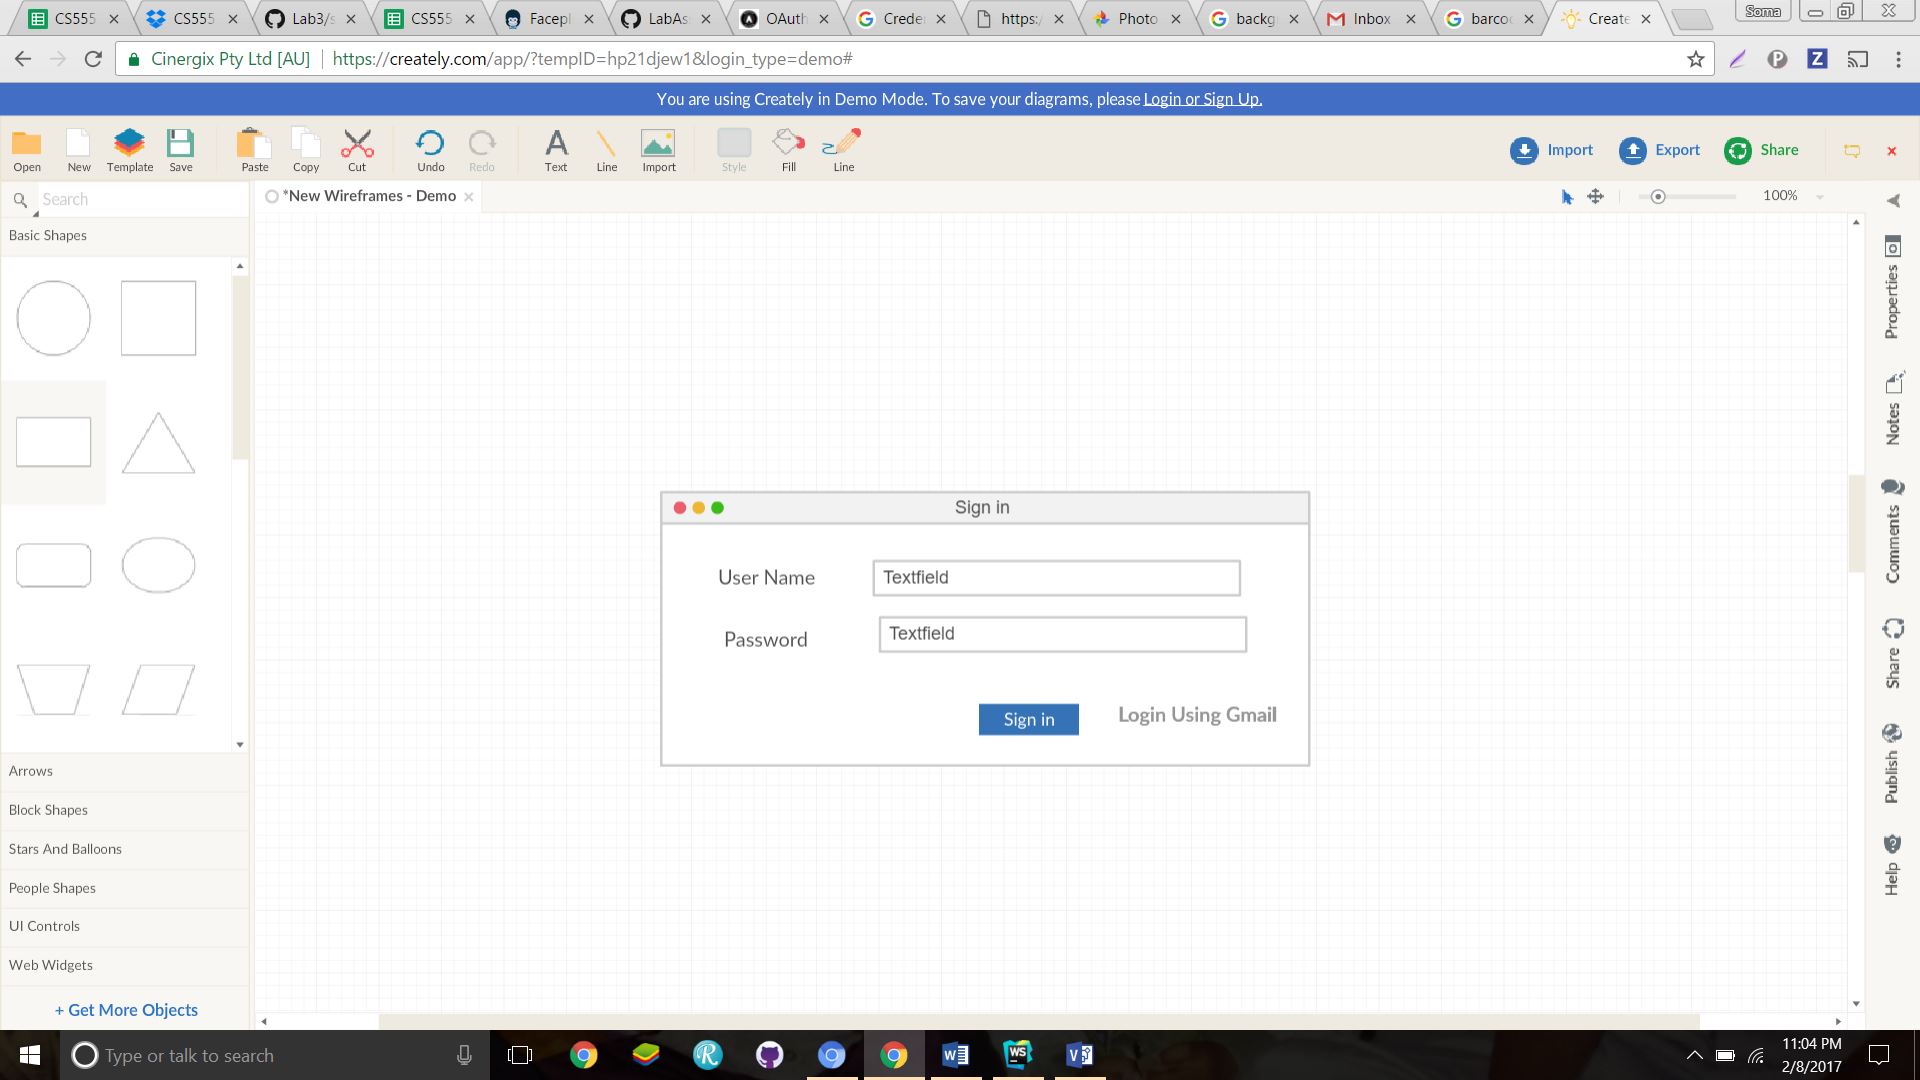 CS555
CS555
Lab3/s
CS555
Facepl
LabAs
OAuth
Creder
https:/
Photo
backg
Inbox
barcod
Create
Soma
Cinergix Pty Ltd [AU] https://creately.com/app/?tempID=hp21djew1&login_type=demo#
You are using Creately in Demo Mode. To save your diagrams, please Login or Sign Up.
Open New Template Save Paste Copy Cut Undo Redo Text Line Import Style Fill Line
Import Export Share
Search
*New Wireframes - Demo
100%
Basic Shapes
Properties
Notes
Comments
Share
Publish
Help
Sign in
User Name Textfield
Password Textfield
Sign in Login Using Gmail
Arrows
Block Shapes
Stars And Balloons
People Shapes
UI Controls
Web Widgets
+ Get More Objects
Type or talk to search
11:04 PM
2/8/2017